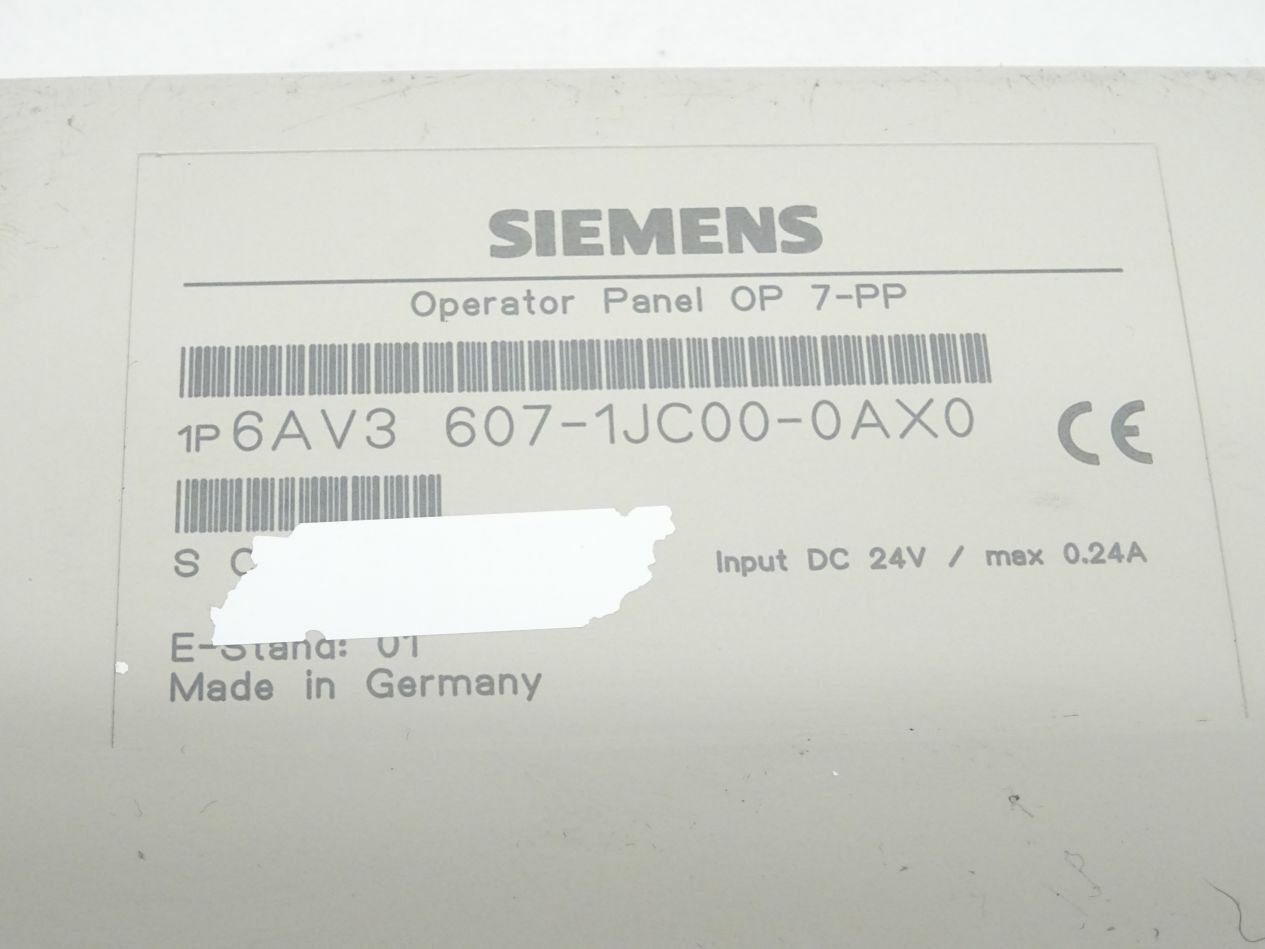 SIEMENS
Operator Panel OP 7-PP
1P 6AV3 607-1JC00-0AX0
CE
S
Input DC 24V / max 0.24A
E-Stand: 01
Made in Germany